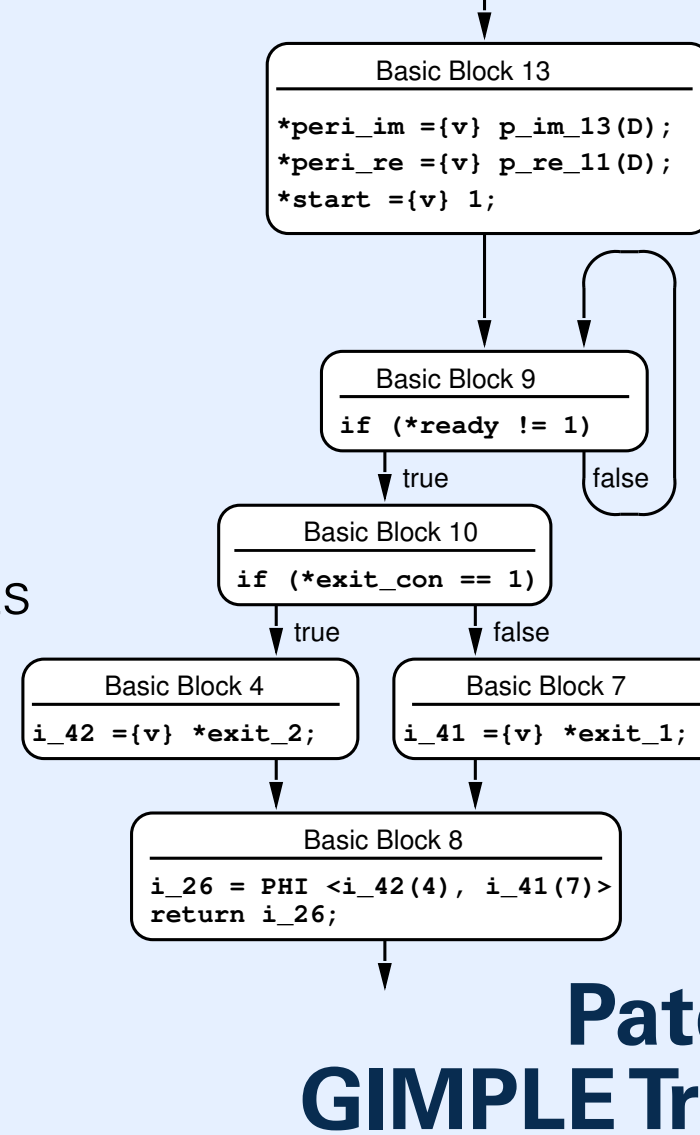 Basic Block 13
*peri_im ={v} p_im_13(D);
*peri_re ={v} p_re_11(D);
*start ={v} 1;
Basic Block 9
if (*ready != 1)
true
false
Basic Block 10
if (*exit_con == 1)
true
false
Basic Block 4
i_42 ={v} *exit_2;
Basic Block 7
i_41 ={v} *exit_1;
Basic Block 8
i_26 = PHI <i_42(4), i_41(7)>
return i_26;
GIMPLE